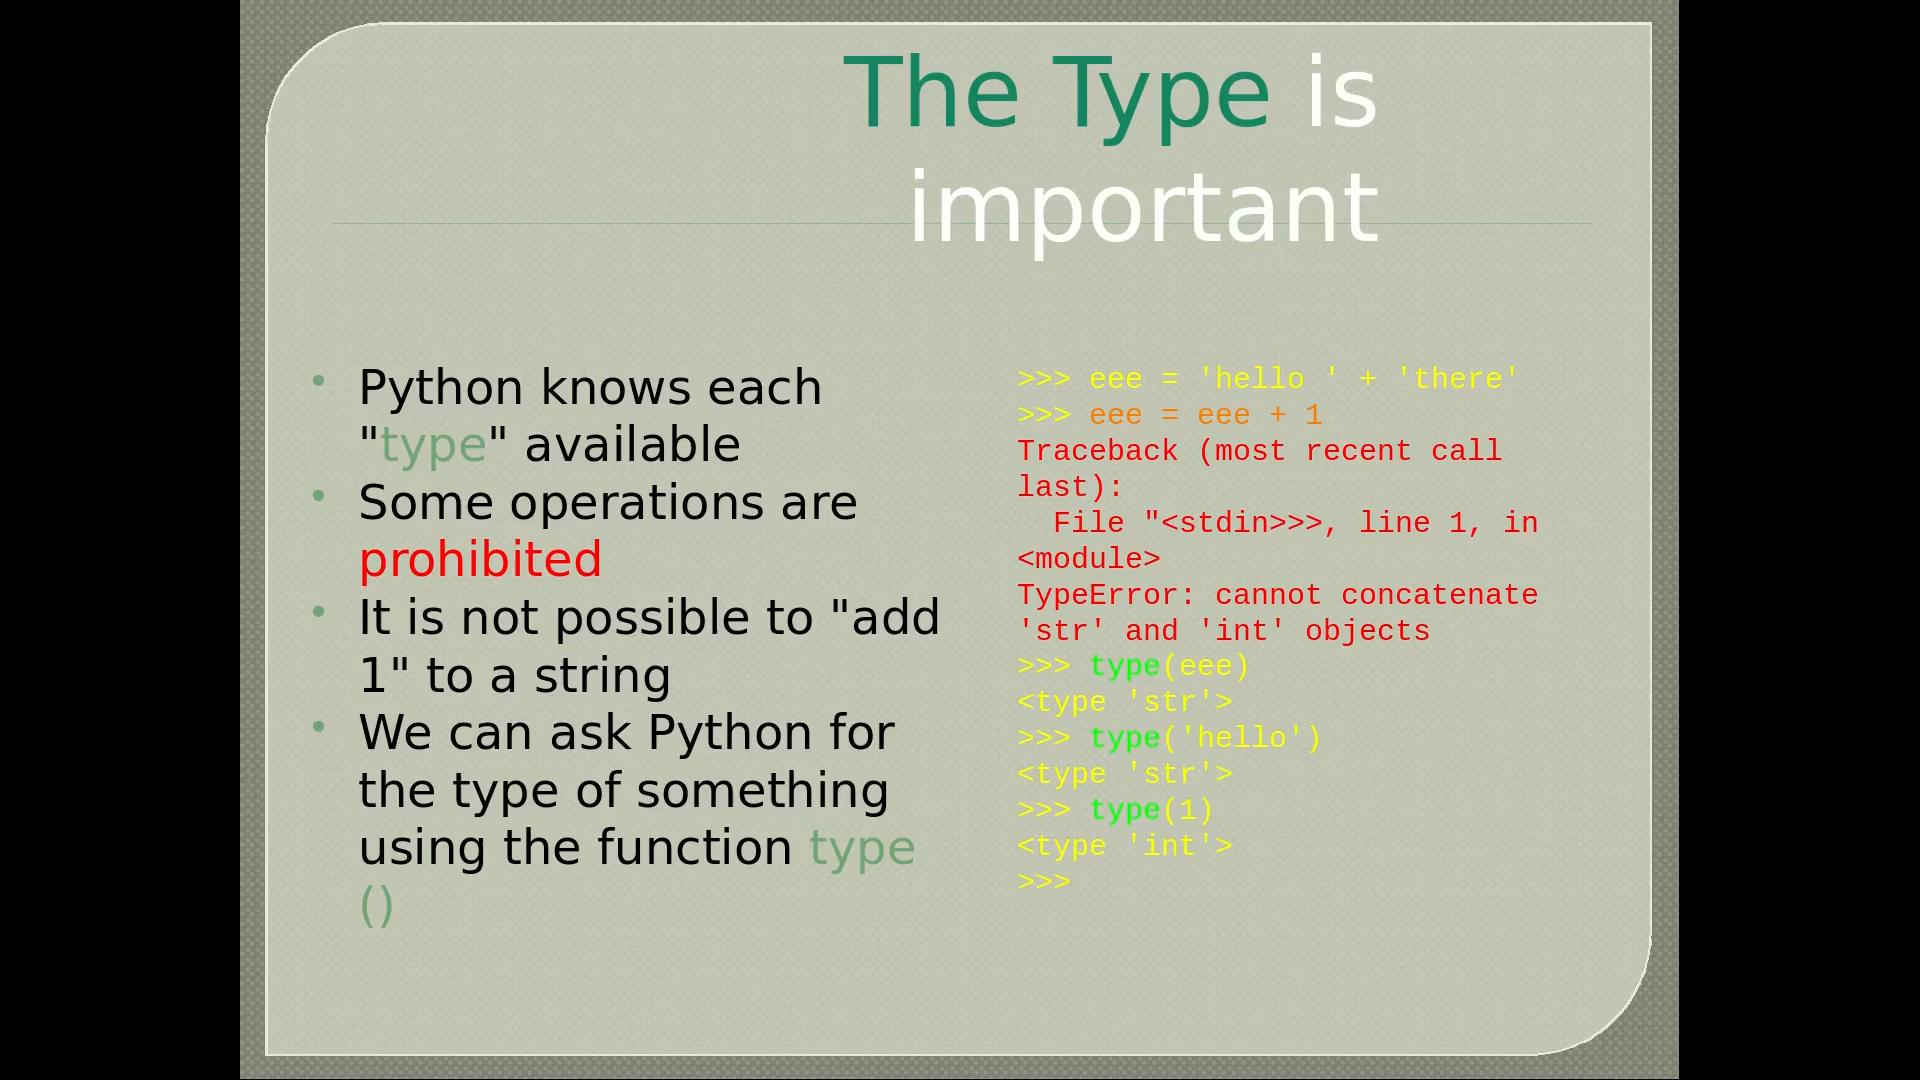 The Type is
important
• Python knows each
"type" available
• Some operations are
prohibited
• It is not possible to "add
1" to a string
• We can ask Python for
the type of something
using the function type
()
>>> eee = 'hello ' + 'there'
>>> eee = eee + 1
Traceback (most recent call
last):
  File "<stdin>>>, line 1, in
<module>
TypeError: cannot concatenate
'str' and 'int' objects
>>> type(eee)
<type 'str'>
>>> type('hello')
<type 'str'>
>>> type(1)
<type 'int'>
>>>